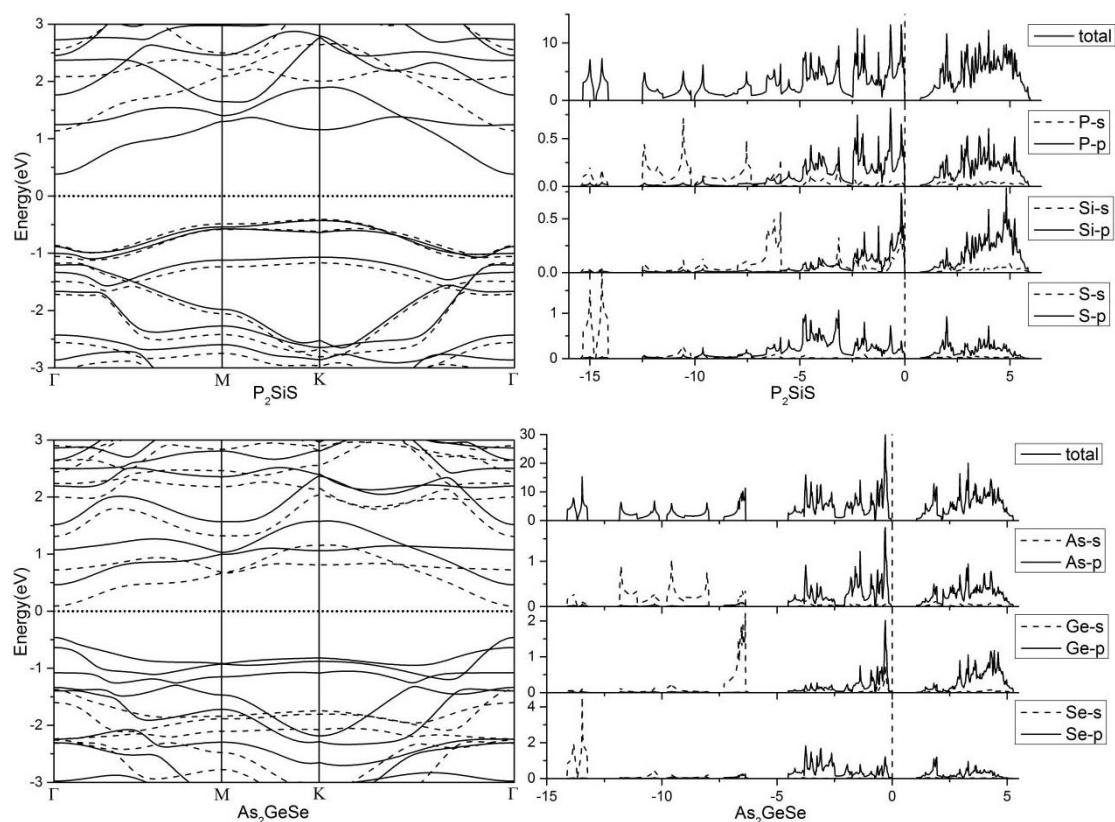 3
2
1
0
-1
-2
-3
Energy(eV)
Γ M K Γ
P₂SiS
10
5
0
total
0.5
0.0
P-s
P-p
0.5
0.0
Si-s
Si-p
1
0
S-s
S-p
-15 -10 -5 0 5
P₂SiS
3
2
1
0
-1
-2
-3
Energy(eV)
Γ M K Γ
As₂GeSe
30
20
10
0
total
1
0
As-s
As-p
2
1
0
Ge-s
Ge-p
4
2
0
Se-s
Se-p
-15 -10 -5 0 5
As₂GeSe